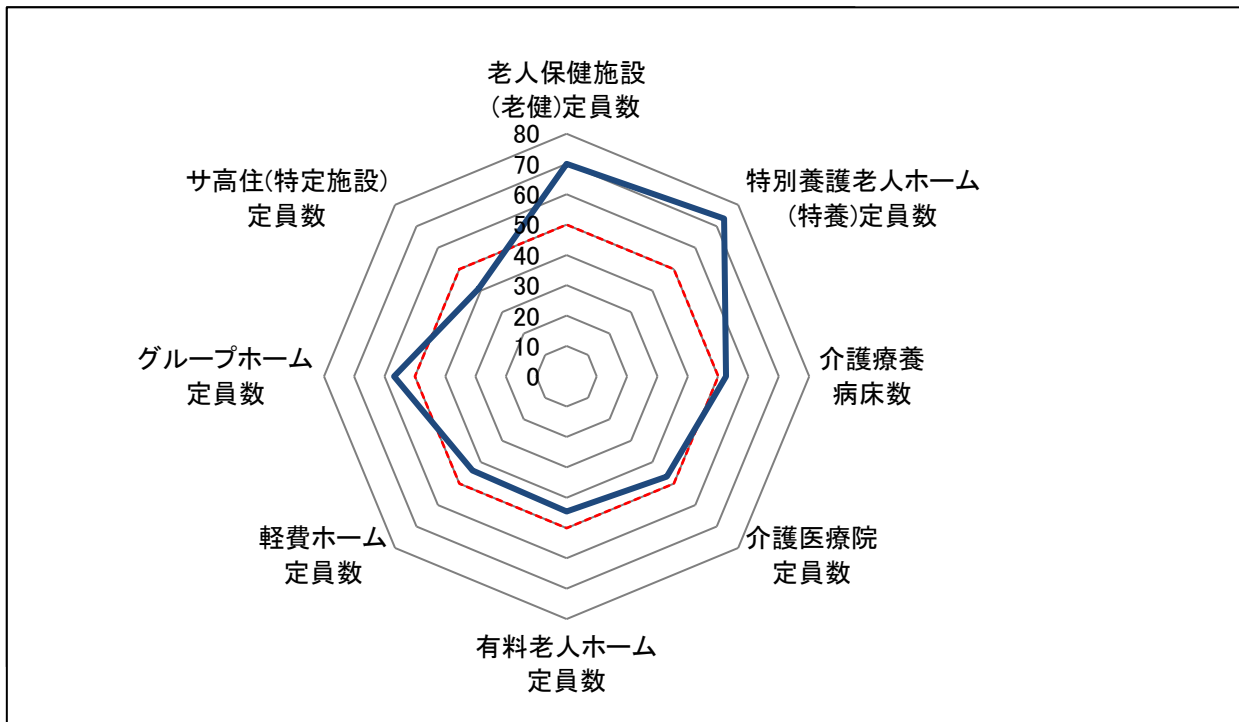 老人保健施設
(老健)定員数
80
70
60
50
40
30
20
10
0
特別養護老人ホーム
(特養)定員数
介護療養
病床数
介護医療院
定員数
有料老人ホーム
定員数
軽費ホーム
定員数
グループホーム
定員数
サ高住(特定施設)
定員数